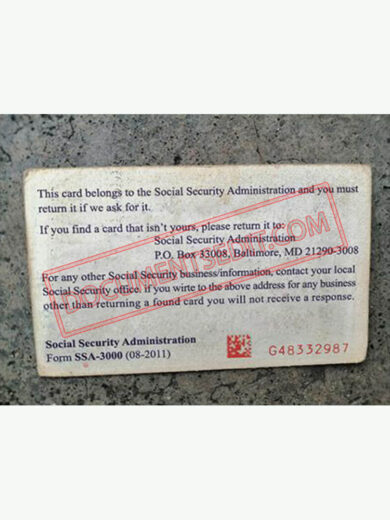 This card belongs to the Social Security Administration and you must
return it if we ask for it.
If you find a card that isn't yours, please return it to:
Social Security Administration
P.O. Box 33008, Baltimore, MD 21290-3008
For any other Social Security business/information, contact your local
Social Security office. if you wirte to the above address for any business
other than returning a found card you will not receive a response.
Social Security Administration
Form SSA-3000 (08-2011)
G48332987